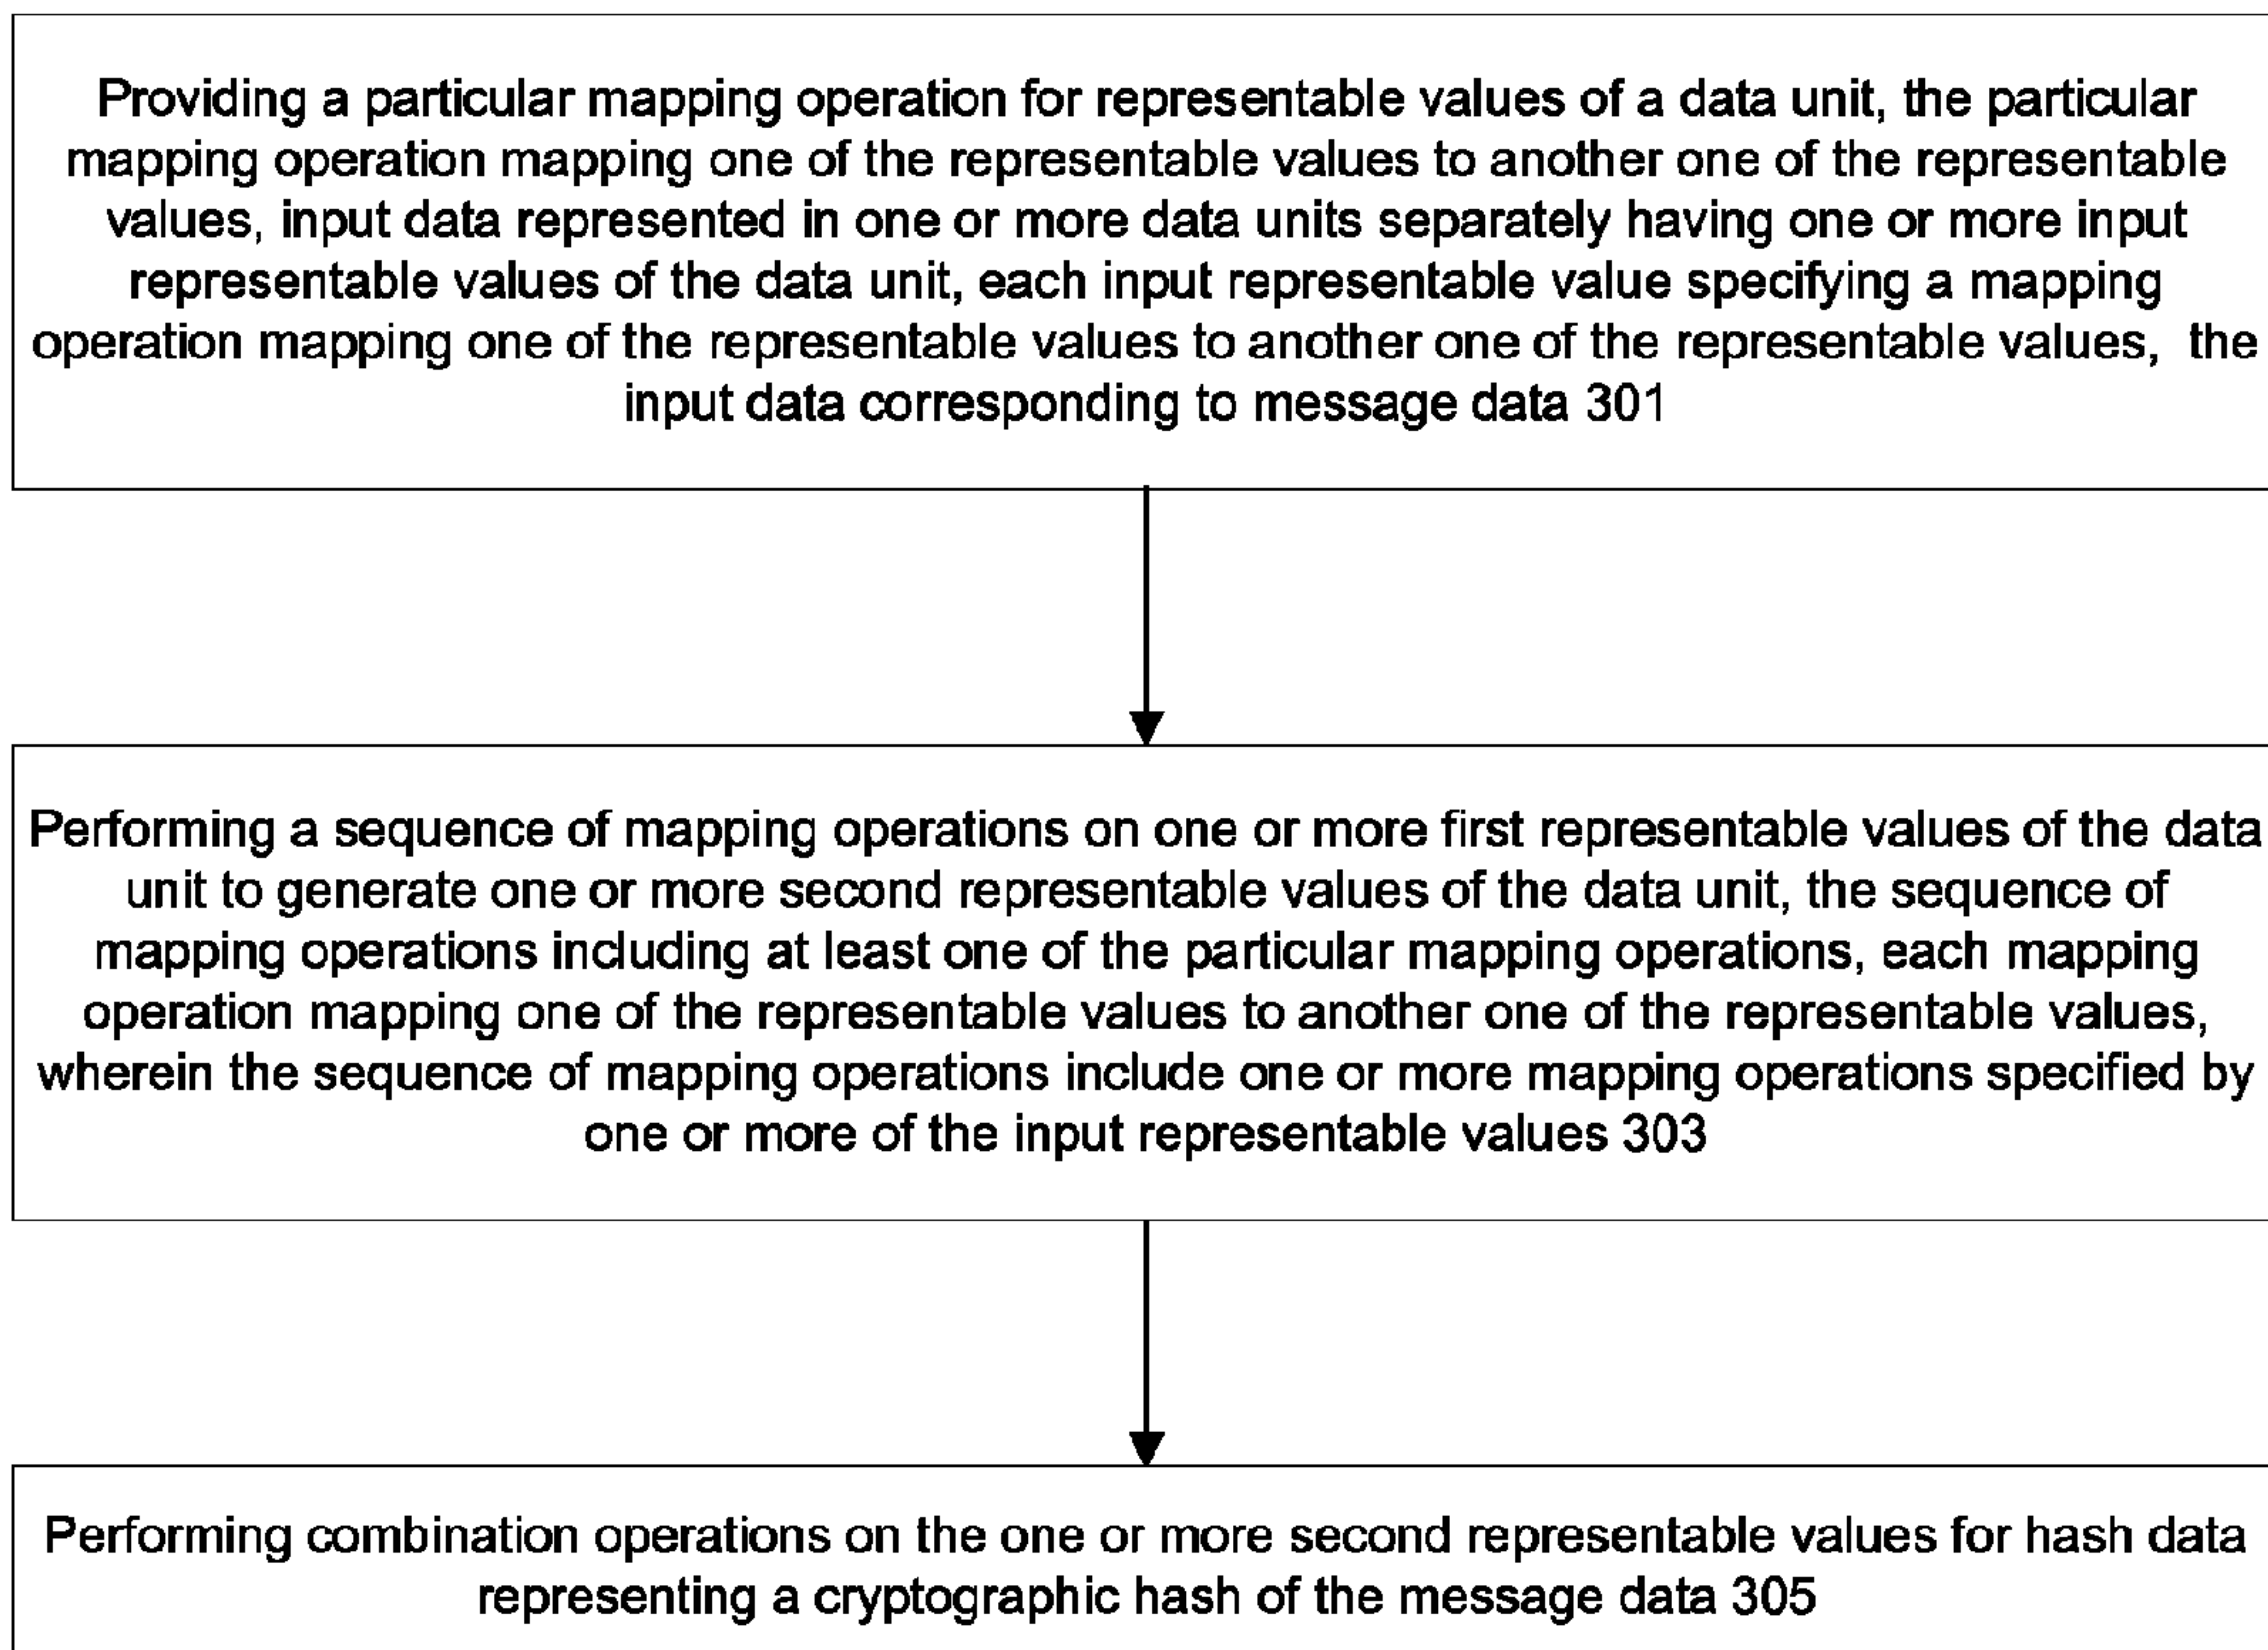 Providing a particular mapping operation for representable values of a data unit, the particular
mapping operation mapping one of the representable values to another one of the representable
values, input data represented in one or more data units separately having one or more input
representable values of the data unit, each input representable value specifying a mapping
operation mapping one of the representable values to another one of the representable values, the
input data corresponding to message data 301
Performing a sequence of mapping operations on one or more first representable values of the data
unit to generate one or more second representable values of the data unit, the sequence of
mapping operations including at least one of the particular mapping operations, each mapping
operation mapping one of the representable values to another one of the representable values,
wherein the sequence of mapping operations include one or more mapping operations specified by
one or more of the input representable values 303
Performing combination operations on the one or more second representable values for hash data
representing a cryptographic hash of the message data 305